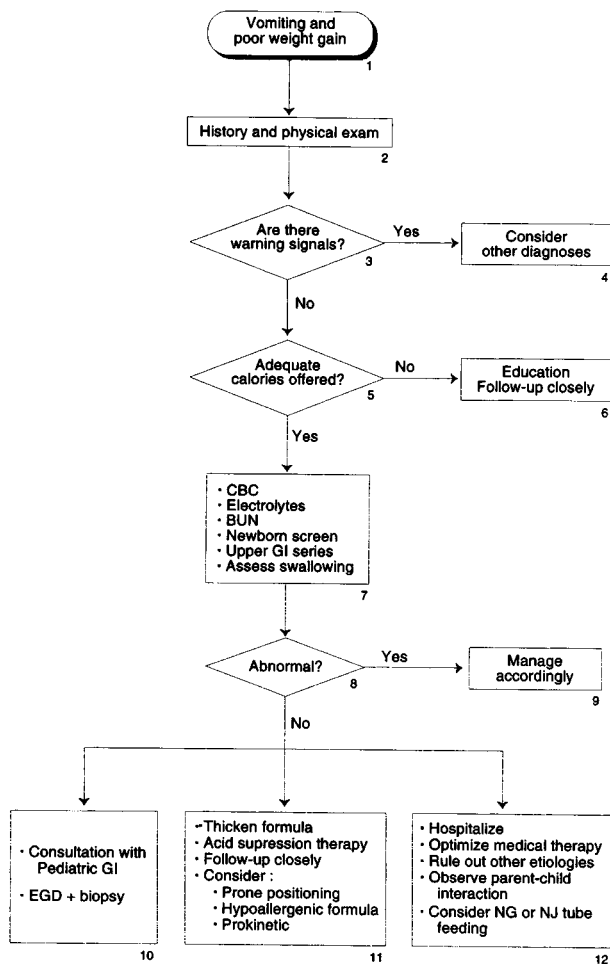 Vomiting and
poor weight gain
1
History and physical exam
2
Are there
warning signals?
3
Yes
Consider
other diagnoses
4
No
Adequate
calories offered?
5
No
Education
Follow-up closely
6
Yes
· CBC
· Electrolytes
· BUN
· Newborn screen
· Upper GI series
· Assess swallowing
7
Abnormal?
8
Yes
Manage
accordingly
9
No
· Consultation with
Pediatric GI
· EGD + biopsy
10
· Thicken formula
· Acid supression therapy
· Follow-up closely
· Consider :
· Prone positioning
· Hypoallergenic formula
· Prokinetic
11
· Hospitalize
· Optimize medical therapy
· Rule out other etiologies
· Observe parent-child
interaction
· Consider NG or NJ tube
feeding
12